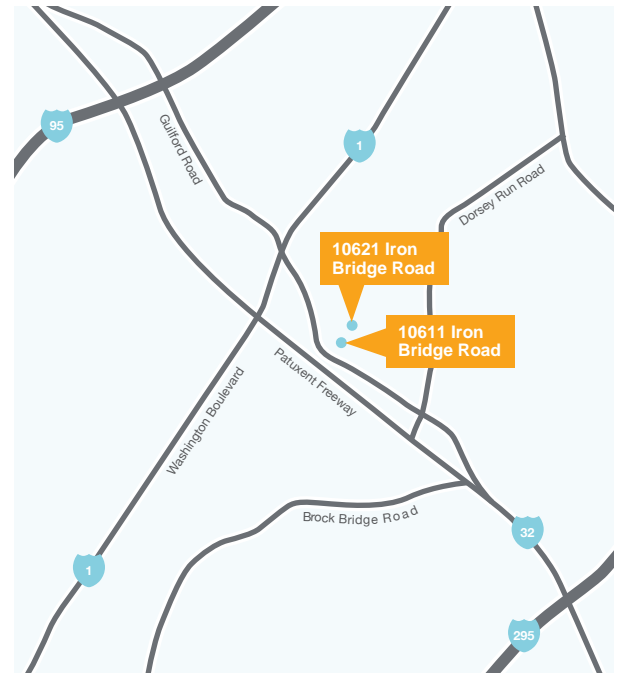 95
Guilford Road
1
Dorsey Run Road
10621 Iron
Bridge Road
10611 Iron
Bridge Road
Patuxent Freeway
Washington Boulevard
Brock Bridge Road
32
1
295